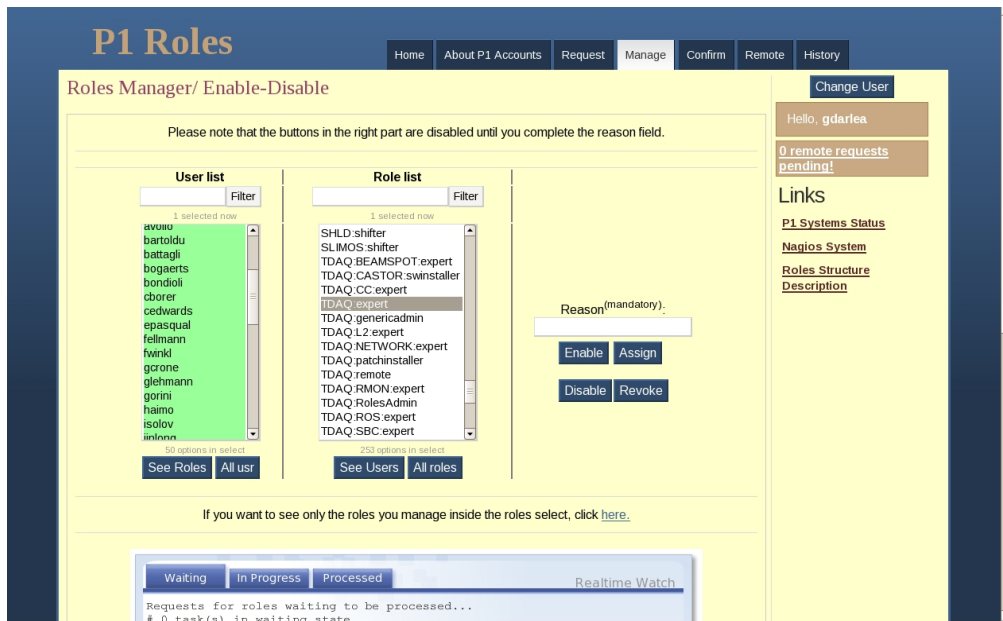 P1 Roles
Home
About P1 Accounts
Request
Manage
Confirm
Remote
History
Roles Manager/ Enable-Disable
Change User
Hello, gdarlea
0 remote requests
pending!
Links
P1 Systems Status
Nagios System
Roles Structure
Description
Please note that the buttons in the right part are disabled until you complete the reason field.
User list
Filter
1 selected now
avolio
bartoldu
battagli
bogaerts
bondioli
cborer
cedwards
epasqual
fellmann
fwinkl
gcrone
glehmann
gorini
haimo
isolov
jinlong
50 options in select
See Roles
All usr
Role list
Filter
1 selected now
SHLD:shifter
SLIMOS:shifter
TDAQ:BEAMSPOT:expert
TDAQ:CASTOR:swinstaller
TDAQ:CC:expert
TDAQ:expert
TDAQ:genericadmin
TDAQ:L2:expert
TDAQ:NETWORK:expert
TDAQ:patchinstaller
TDAQ:remote
TDAQ:RMON:expert
TDAQ:RolesAdmin
TDAQ:ROS:expert
TDAQ:SBC:expert
253 options in select
See Users
All roles
Reason(mandatory):
Enable
Assign
Disable
Revoke
If you want to see only the roles you manage inside the roles select, click here.
Waiting
In Progress
Processed
Realtime Watch
Requests for roles waiting to be processed...
# 0 task(s) in waiting state